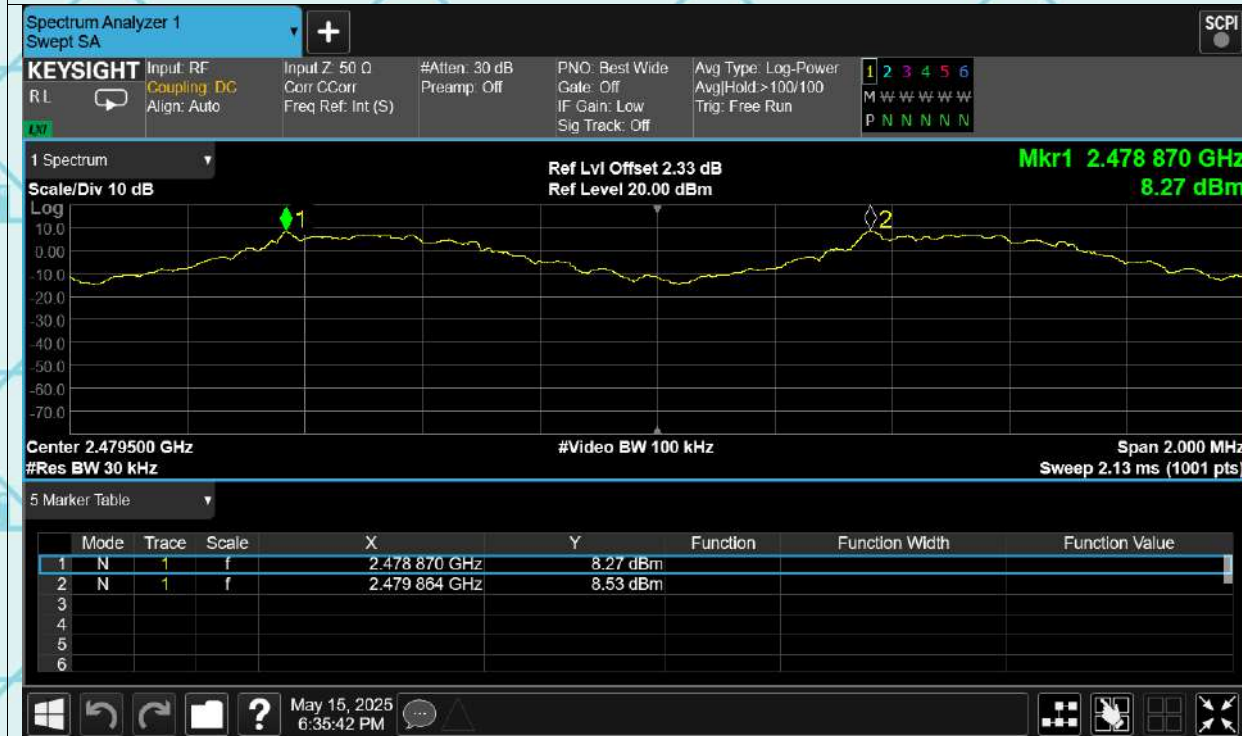 Spectrum Analyzer 1
Swept SA
+
SCPI
KEYSIGHT
RL
LXI
Input: RF
Coupling: DC
Align: Auto
Input Z: 50 Ω
Corr CCorr
Freq Ref: Int (S)
#Atten: 30 dB
Preamp: Off
PNO: Best Wide
Gate: Off
IF Gain: Low
Sig Track: Off
Avg Type: Log-Power
Avg|Hold:>100/100
Trig: Free Run
1 2 3 4 5 6
M W W W W W
P N N N N N
1 Spectrum
Scale/Div 10 dB
Ref Lvl Offset 2.33 dB
Ref Level 20.00 dBm
Mkr1 2.478 870 GHz
8.27 dBm
Log
1
2
10.0
0.00
-10.0
-20.0
-30.0
-40.0
-50.0
-60.0
-70.0
Center 2.479500 GHz
#Res BW 30 kHz
#Video BW 100 kHz
Span 2.000 MHz
Sweep 2.13 ms (1001 pts)
5 Marker Table
Mode Trace Scale X Y Function Function Width Function Value
1 N 1 f 2.478 870 GHz 8.27 dBm
2 N 1 f 2.479 864 GHz 8.53 dBm
3
4
5
6
?
May 15, 2025
6:35:42 PM